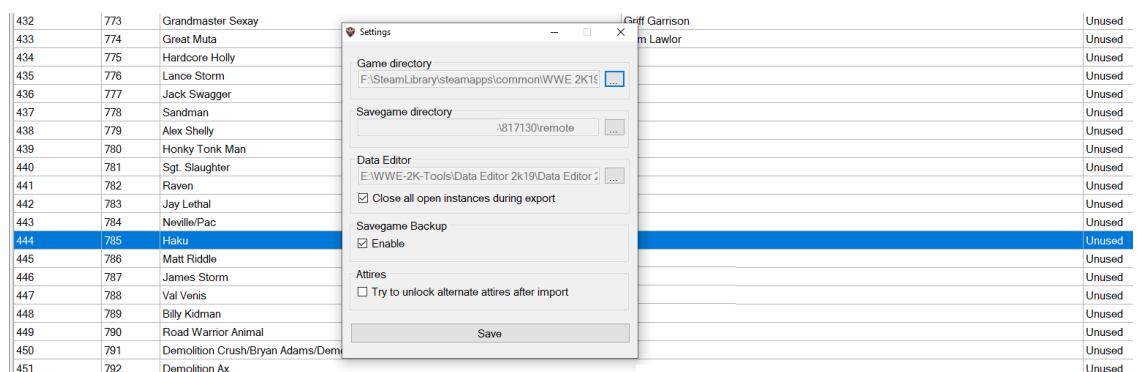 432 773 Grandmaster Sexay Griff Garrison Unused
433 774 Great Muta m Lawlor Unused
434 775 Hardcore Holly Unused
435 776 Lance Storm Unused
436 777 Jack Swagger Unused
437 778 Sandman Unused
438 779 Alex Shelly Unused
439 780 Honky Tonk Man Unused
440 781 Sgt. Slaughter Unused
441 782 Raven Unused
442 783 Jay Lethal Unused
443 784 Neville/Pac Unused
444 785 Haku Unused
445 786 Matt Riddle Unused
446 787 James Storm Unused
447 788 Val Venis Unused
448 789 Billy Kidman Unused
449 790 Road Warrior Animal Unused
450 791 Demolition Crush/Bryan Adams/Dem Unused
451 792 Demolition Ax Unused
Settings
Game directory
F:\SteamLibrary\steamapps\common\WWE 2K19 ...
Savegame directory
\817130\remote ...
Data Editor
E:\WWE-2K-Tools\Data Editor 2k19\Data Editor 2 ...
Close all open instances during export
Savegame Backup
Enable
Attires
Try to unlock alternate attires after import
Save